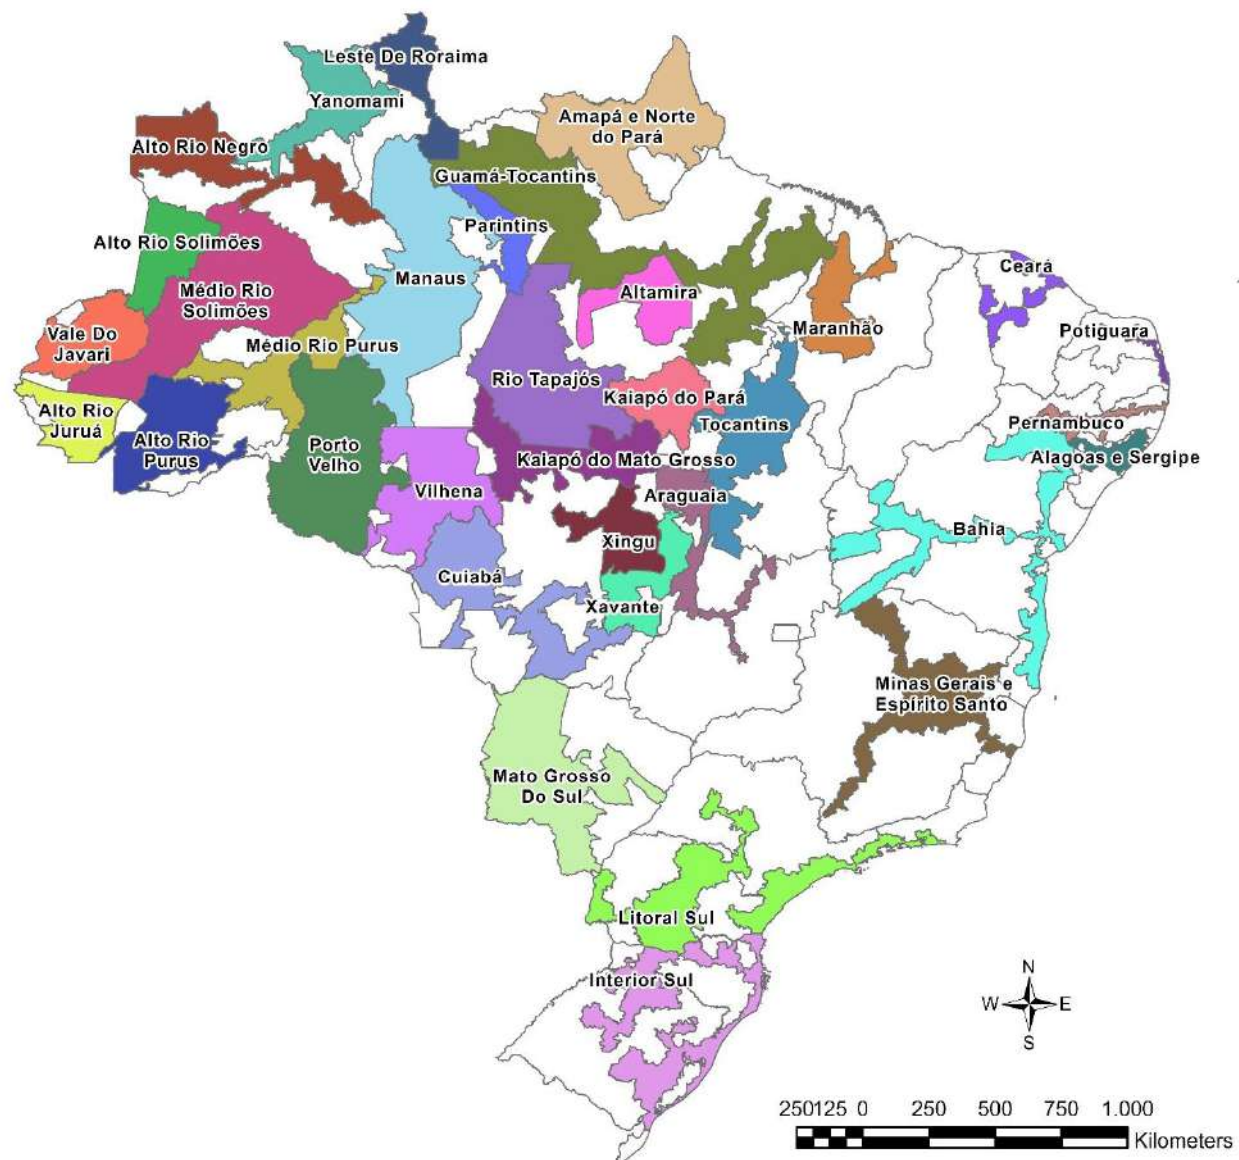 Leste De Roraima
Yanomami
Amapá e Norte
do Pará
Alto Rio Negro
Guamá-Tocantins
Parintins
Alto Rio Solimões
Ceará
Manaus
Altamira
Médio Rio
Solimões
Maranhão
Potiguara
Vale Do
Javari
Médio Rio Purus
Rio Tapajós
Kaiapó do Pará
Alto Rio
Juruá
Tocantins
Pernambuco
Alto Rio
Purus
Porto
Velho
Kaiapó do Mato Grosso
Alagoas e Sergipe
Vilhena
Araguaia
Bahia
Xingu
Cuiabá
Xavante
Minas Gerais e
Espírito Santo
Mato Grosso
Do Sul
Litoral Sul
Interior Sul
N
W E
S
250125 0 250 500 750 1.000
Kilometers